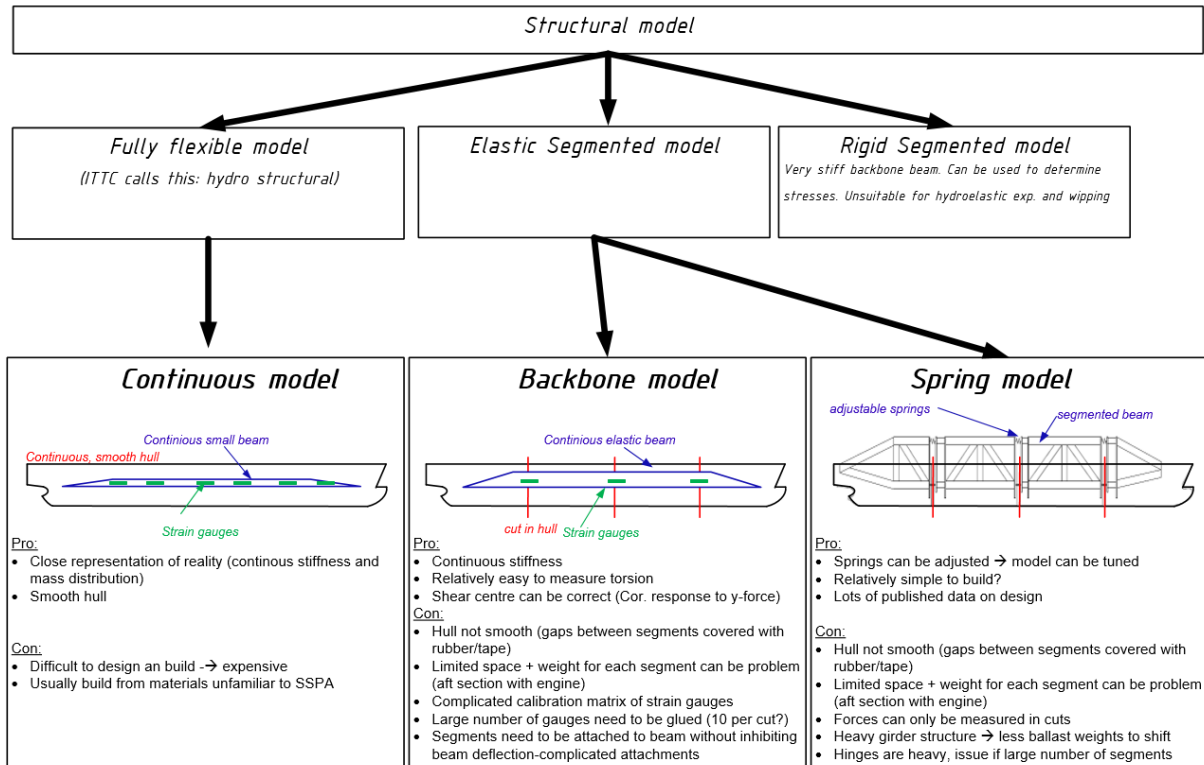 Structural model
Fully flexible model
(ITTC calls this: hydro structural)
Elastic Segmented model
Rigid Segmented model
Very stiff backbone beam. Can be used to determine
stresses. Unsuitable for hydroelastic exp. and wipping
Continuous model
Continious small beam
Continuous, smooth hull
Strain gauges
Pro:
• Close representation of reality (continous stiffness and
mass distribution)
• Smooth hull
Con:
• Difficult to design an build -→ expensive
• Usually build from materials unfamiliar to SSPA
Backbone model
Continious elastic beam
cut in hull
Strain gauges
Pro:
• Continuous stiffness
• Relatively easy to measure torsion
• Shear centre can be correct (Cor. response to y-force)
Con:
• Hull not smooth (gaps between segments covered with
rubber/tape)
• Limited space + weight for each segment can be problem
(aft section with engine)
• Complicated calibration matrix of strain gauges
• Large number of gauges need to be glued (10 per cut?)
• Segments need to be attached to beam without inhibiting
beam deflection-complicated attachments
Spring model
adjustable springs
segmented beam
Pro:
• Springs can be adjusted → model can be tuned
• Relatively simple to build?
• Lots of published data on design
Con:
• Hull not smooth (gaps between segments covered with
rubber/tape)
• Limited space + weight for each segment can be problem
(aft section with engine)
• Forces can only be measured in cuts
• Heavy girder structure → less ballast weights to shift
• Hinges are heavy, issue if large number of segments